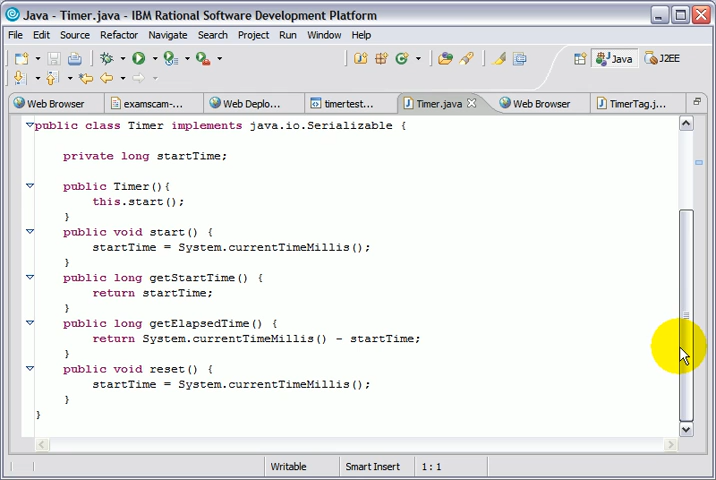 Java - Timer.java - IBM Rational Software Development Platform
File Edit Source Refactor Navigate Search Project Run Window Help
Java J2EE
Web Browser examscam-... Web Deplo... timertest... Timer.java Web Browser TimerTag.j...
public class Timer implements java.io.Serializable {
private long startTime;
public Timer(){
this.start();
}
public void start() {
startTime = System.currentTimeMillis();
}
public long getStartTime() {
return startTime;
}
public long getElapsedTime() {
return System.currentTimeMillis() - startTime;
}
public void reset() {
startTime = System.currentTimeMillis();
}
}
Writable Smart Insert 1 : 1